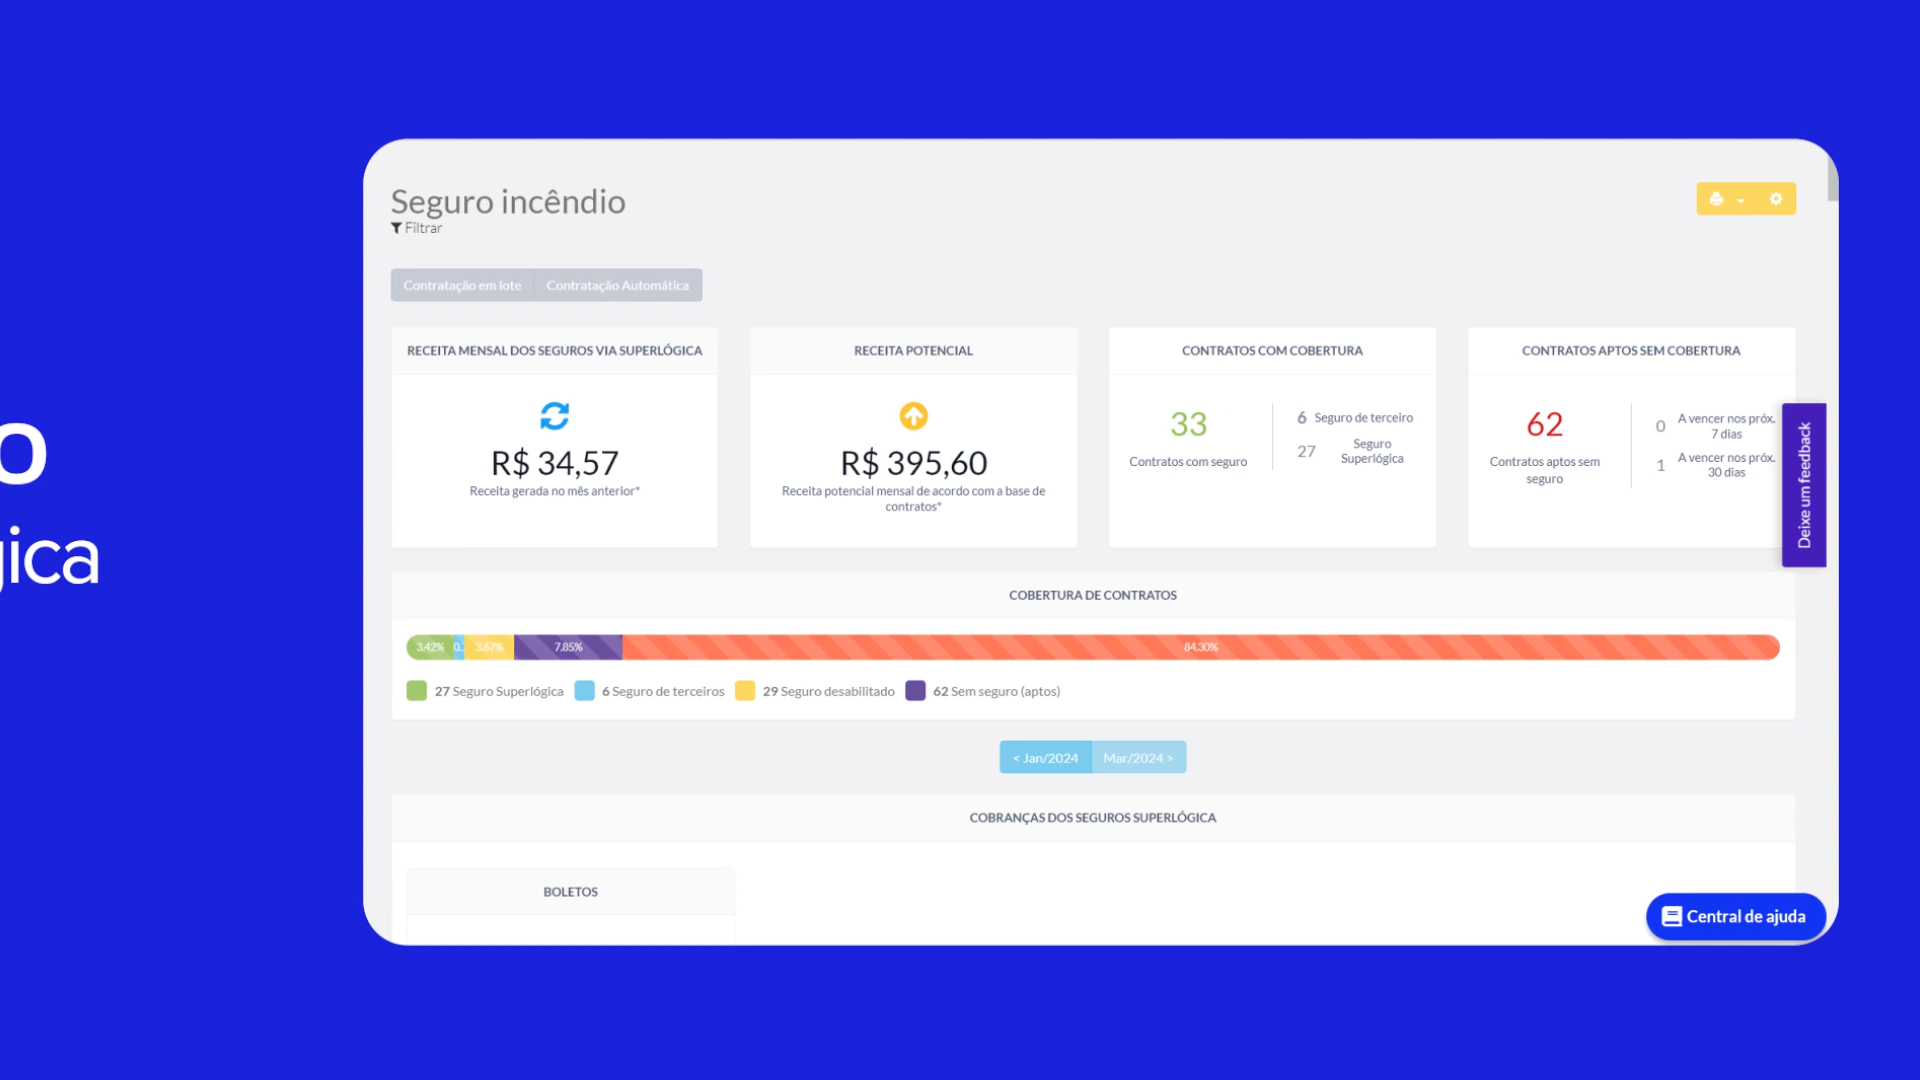 o
gica
Seguro incêndio
Filtrar
Contratação em lote Contratação Automática
RECEITA MENSAL DOS SEGUROS VIA SUPERLÓGICA
R$ 34,57
Receita gerada no mês anterior*
RECEITA POTENCIAL
R$ 395,60
Receita potencial mensal de acordo com a base de
contratos*
CONTRATOS COM COBERTURA
33
Contratos com seguro
6 Seguro de terceiro
27 Seguro
Superlógica
CONTRATOS APTOS SEM COBERTURA
62
Contratos aptos sem
seguro
0 A vencer nos próx.
7 dias
1 A vencer nos próx.
30 dias
Deixe um feedback
COBERTURA DE CONTRATOS
3.42% 0. 3.67% 7.85% 84.30%
27 Seguro Superlógica 6 Seguro de terceiros 29 Seguro desabilitado 62 Sem seguro (aptos)
< Jan/2024 Mar/2024 >
COBRANÇAS DOS SEGUROS SUPERLÓGICA
BOLETOS
Central de ajuda